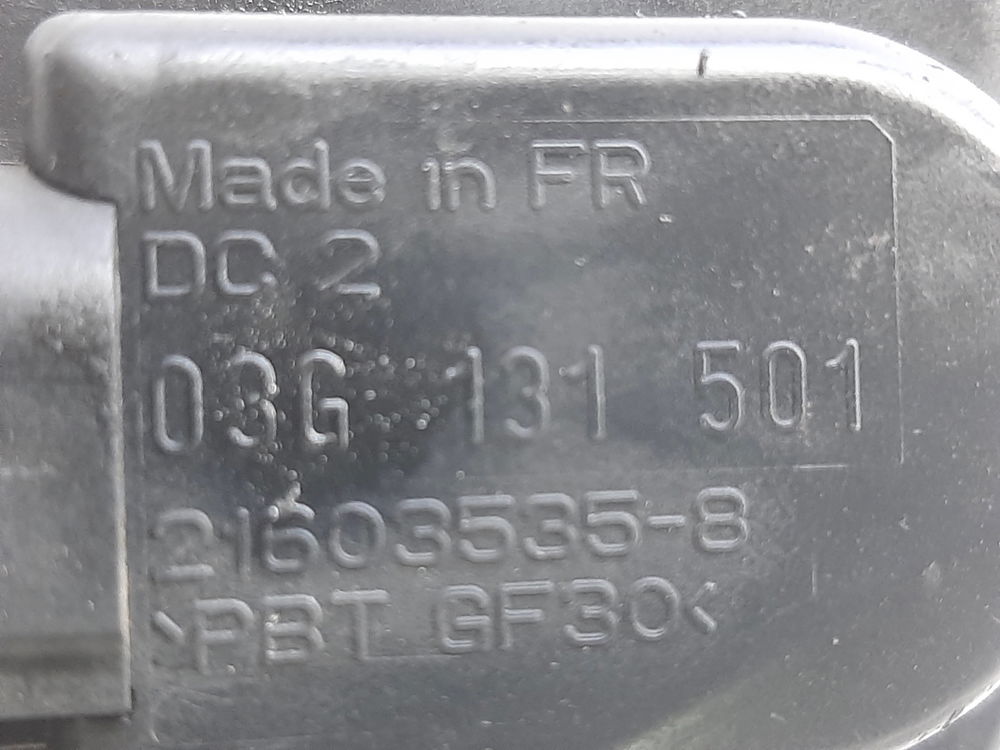 Made in FR
DC 2
03G 131 501
21603535-8
>PBT GF30<